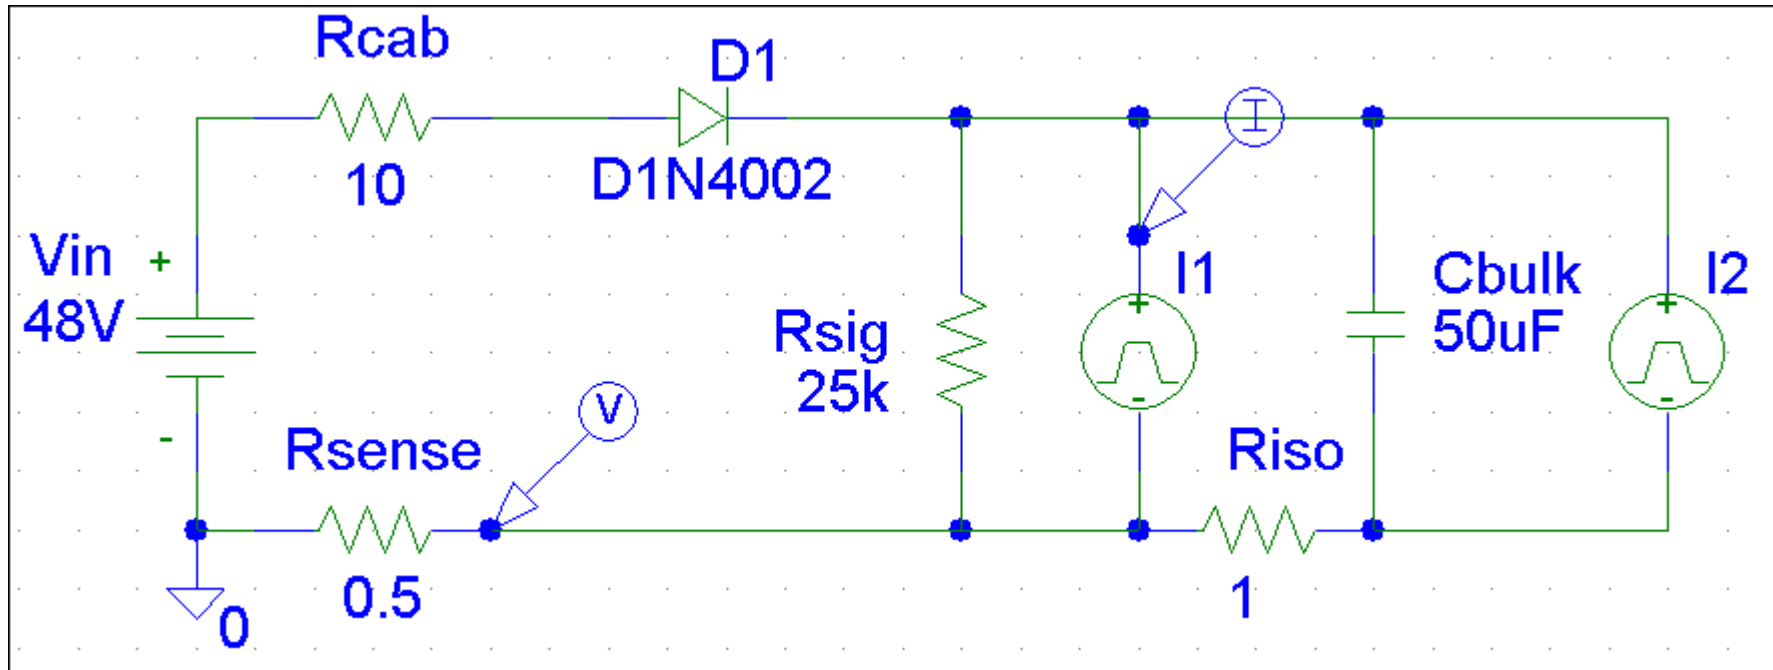 Rcab
10
D1
D1N4002
Vin
+
48V
-
Rsense
0.5
0
V
Rsig
25k
I
I1
+
-
Riso
1
Cbulk
50uF
I2
+
-